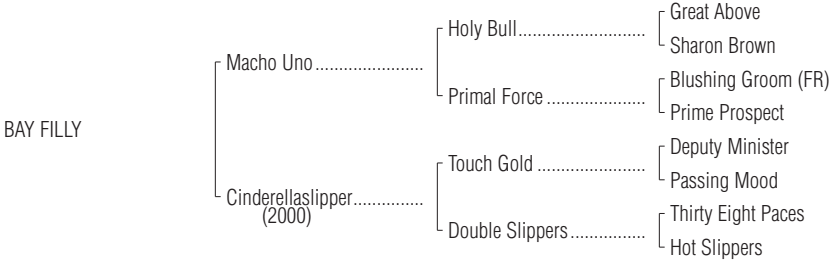 Great Above
Holy Bull..........................
Sharon Brown
Macho Uno......................
Blushing Groom (FR)
Primal Force ....................
Prime Prospect
BAY FILLY
Deputy Minister
Touch Gold ......................
Passing Mood
Cinderellaslipper..............
(2000)
Thirty Eight Paces
Double Slippers...............
Hot Slippers